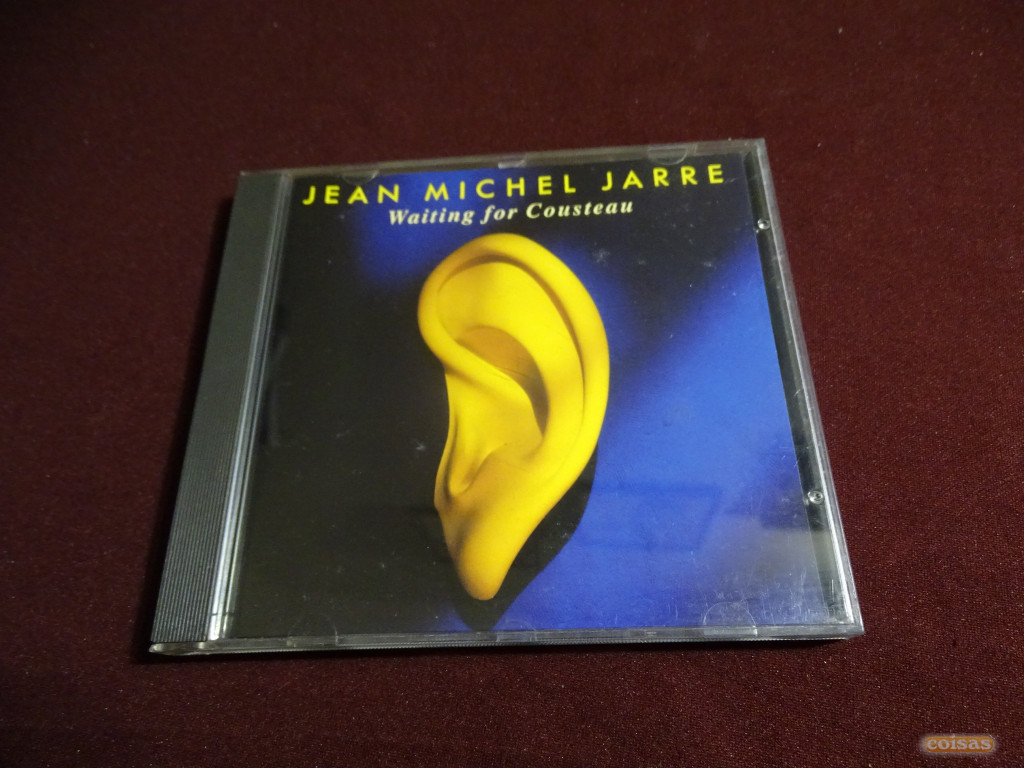 JEAN MICHEL JARRE
Waiting for Cousteau
coisas